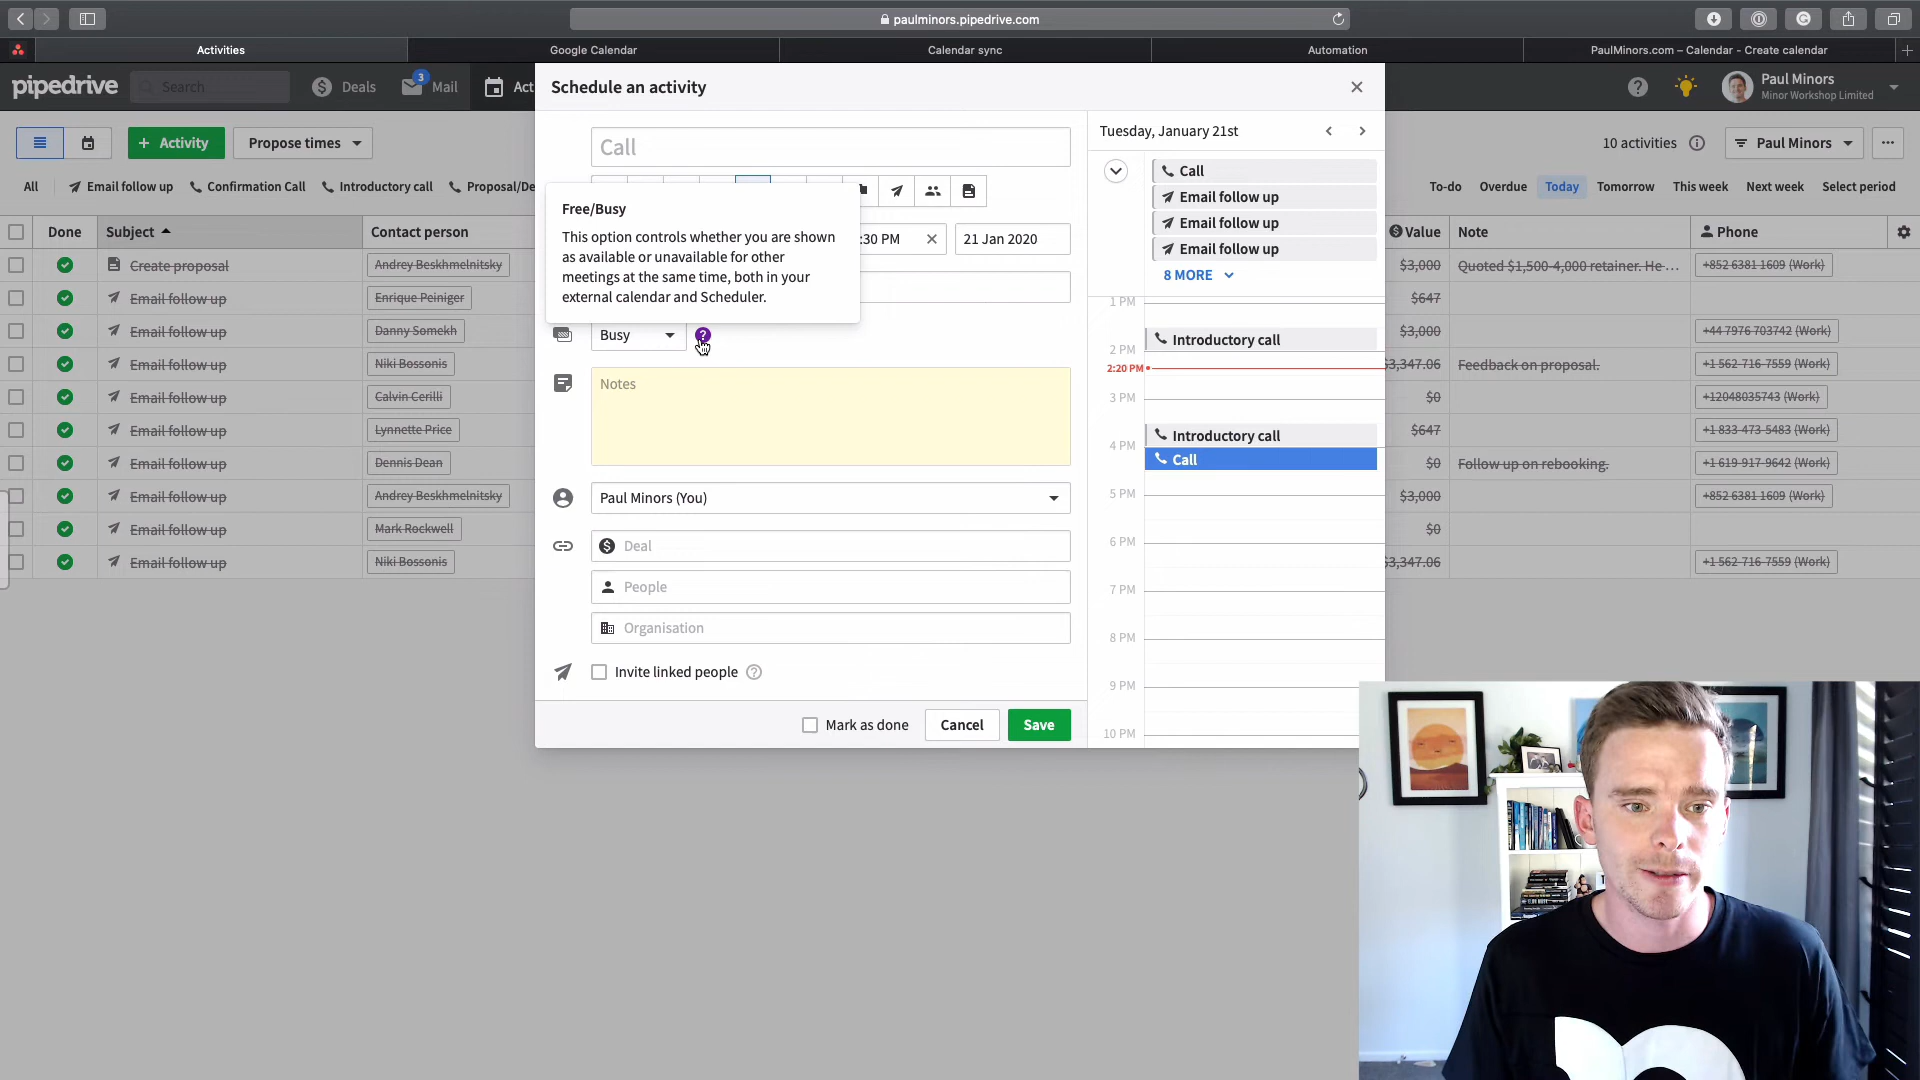 paulminors.pipedrive.com
Activities
Google Calendar
Calendar sync
Automation
PaulMinors.com – Calendar - Create calendar
pipedrive
Search
Deals
3
Mail
Act
Schedule an activity
Paul Minors
Minor Workshop Limited
+ Activity
Propose times
10 activities
Paul Minors
All
Email follow up
Confirmation Call
Introductory call
Proposal/De
To-do
Overdue
Today
Tomorrow
This week
Next week
Select period
Done
Subject
Contact person
Value
Note
Phone
Create proposal
Andrey Beskhmelnitsky
$3,000
Quoted $1,500-4,000 retainer. He ...
+852 6381 1609 (Work)
Email follow up
Enrique Peiniger
$647
Email follow up
Danny Somekh
$3,000
+44 7976 703742 (Work)
Email follow up
Niki Bossonis
$3,347.06
Feedback on proposal.
+1 562-716-7559 (Work)
Email follow up
Calvin Cerilli
$0
+12048035743 (Work)
Email follow up
Lynnette Price
$647
+1 833-473-5483 (Work)
Email follow up
Dennis Dean
$0
Follow up on rebooking.
+1 619-917-9642 (Work)
Email follow up
Andrey Beskhmelnitsky
$3,000
+852 6381 1609 (Work)
Email follow up
Mark Rockwell
$0
Email follow up
Niki Bossonis
$3,347.06
+1 562-716-7559 (Work)
Call
Free/Busy
This option controls whether you are shown
as available or unavailable for other
meetings at the same time, both in your
external calendar and Scheduler.
:30 PM
21 Jan 2020
Busy
?
Notes
Paul Minors (You)
Deal
People
Organisation
Invite linked people
Mark as done
Cancel
Save
Tuesday, January 21st
Call
Email follow up
Email follow up
Email follow up
8 MORE
1 PM
Introductory call
2 PM
2:20 PM
3 PM
Introductory call
4 PM
Call
5 PM
6 PM
7 PM
8 PM
9 PM
10 PM